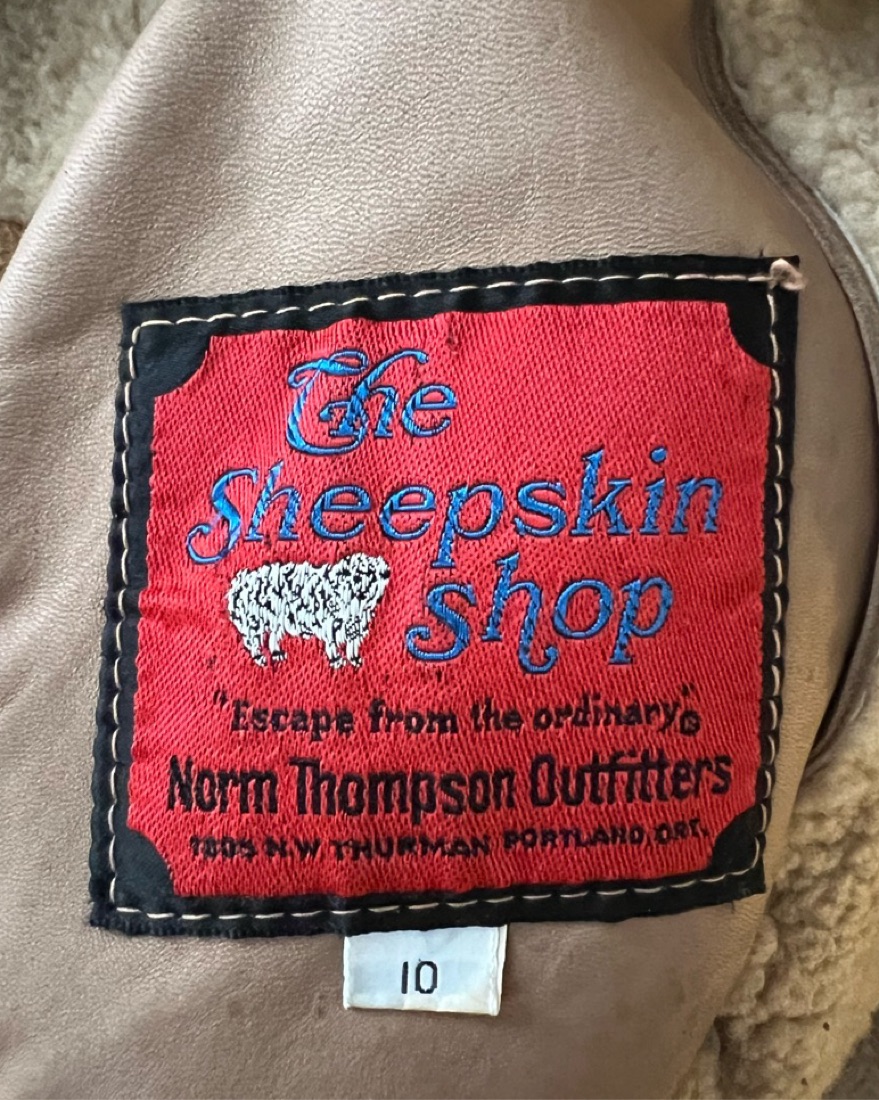 The
Sheepskin
Shop
"Escape from the ordinary"®
Norm Thompson Outfitters
1805 N.W THURMAN PORTLAND, ORE.
10